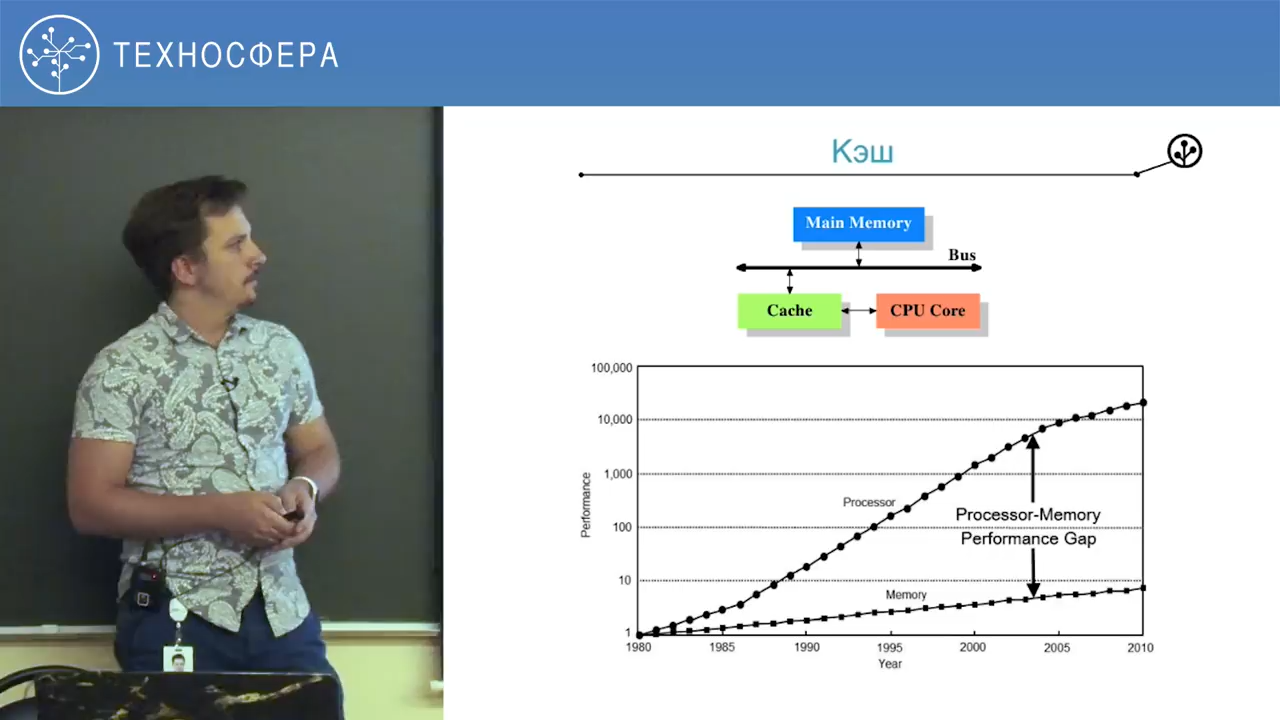 ТЕХНОСФЕРА
Кэш
Main Memory
Bus
Cache
CPU Core
100,000
10,000
1,000
100
10
1
Performance
Processor
Processor-Memory
Performance Gap
Memory
1980
1985
1990
1995
2000
2005
2010
Year